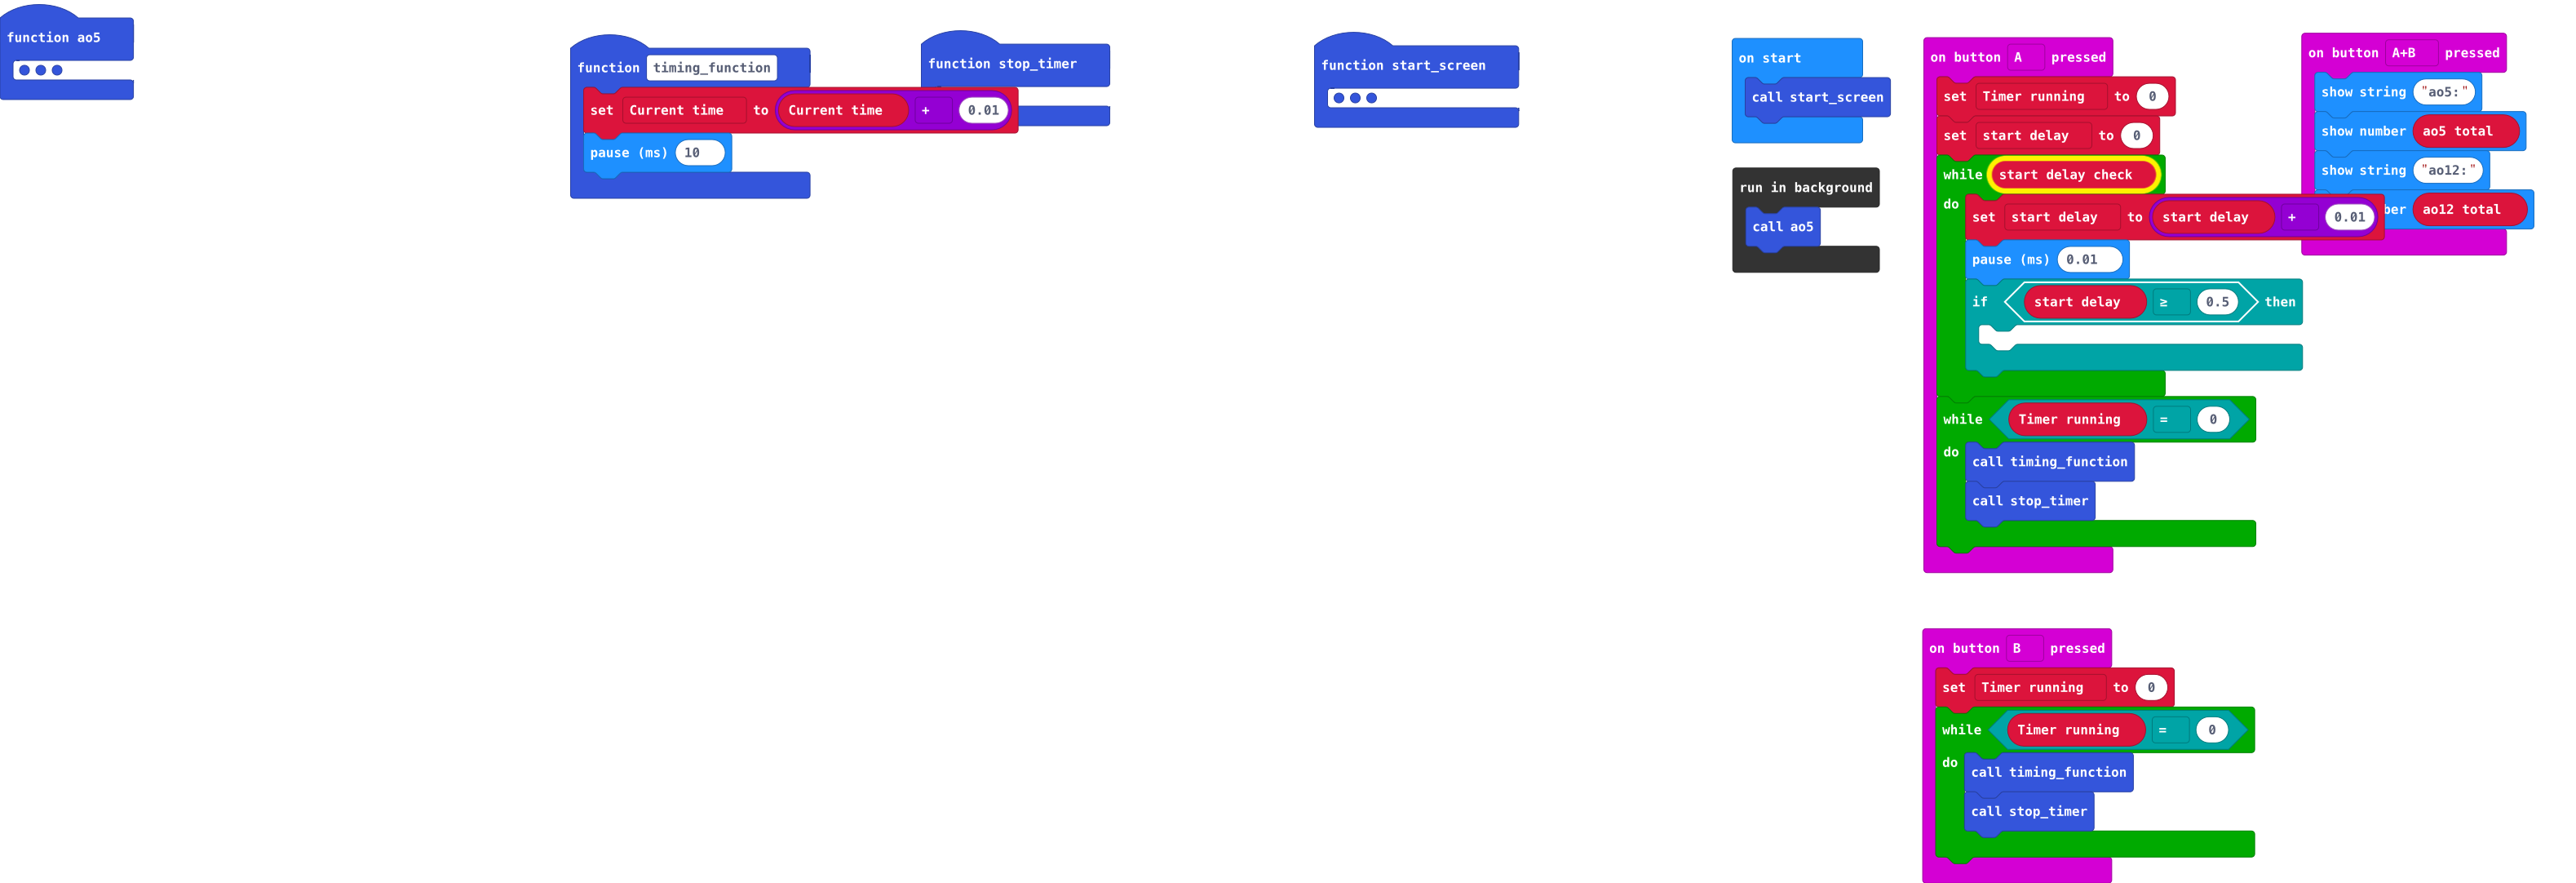 function ao5
function timing_function
set Current time to Current time + 0.01
pause (ms) 10
function stop_timer
function start_screen
on start
call start_screen
run in background
call ao5
on button A pressed
set Timer running to 0
set start delay to 0
while start delay check
do
set start delay to start delay + 0.01
pause (ms) 0.01
if start delay ≥ 0.5 then
while Timer running = 0
do
call timing_function
call stop_timer
on button A+B pressed
show string "ao5:"
show number ao5 total
show string "ao12:"
ber ao12 total
on button B pressed
set Timer running to 0
while Timer running = 0
do
call timing_function
call stop_timer